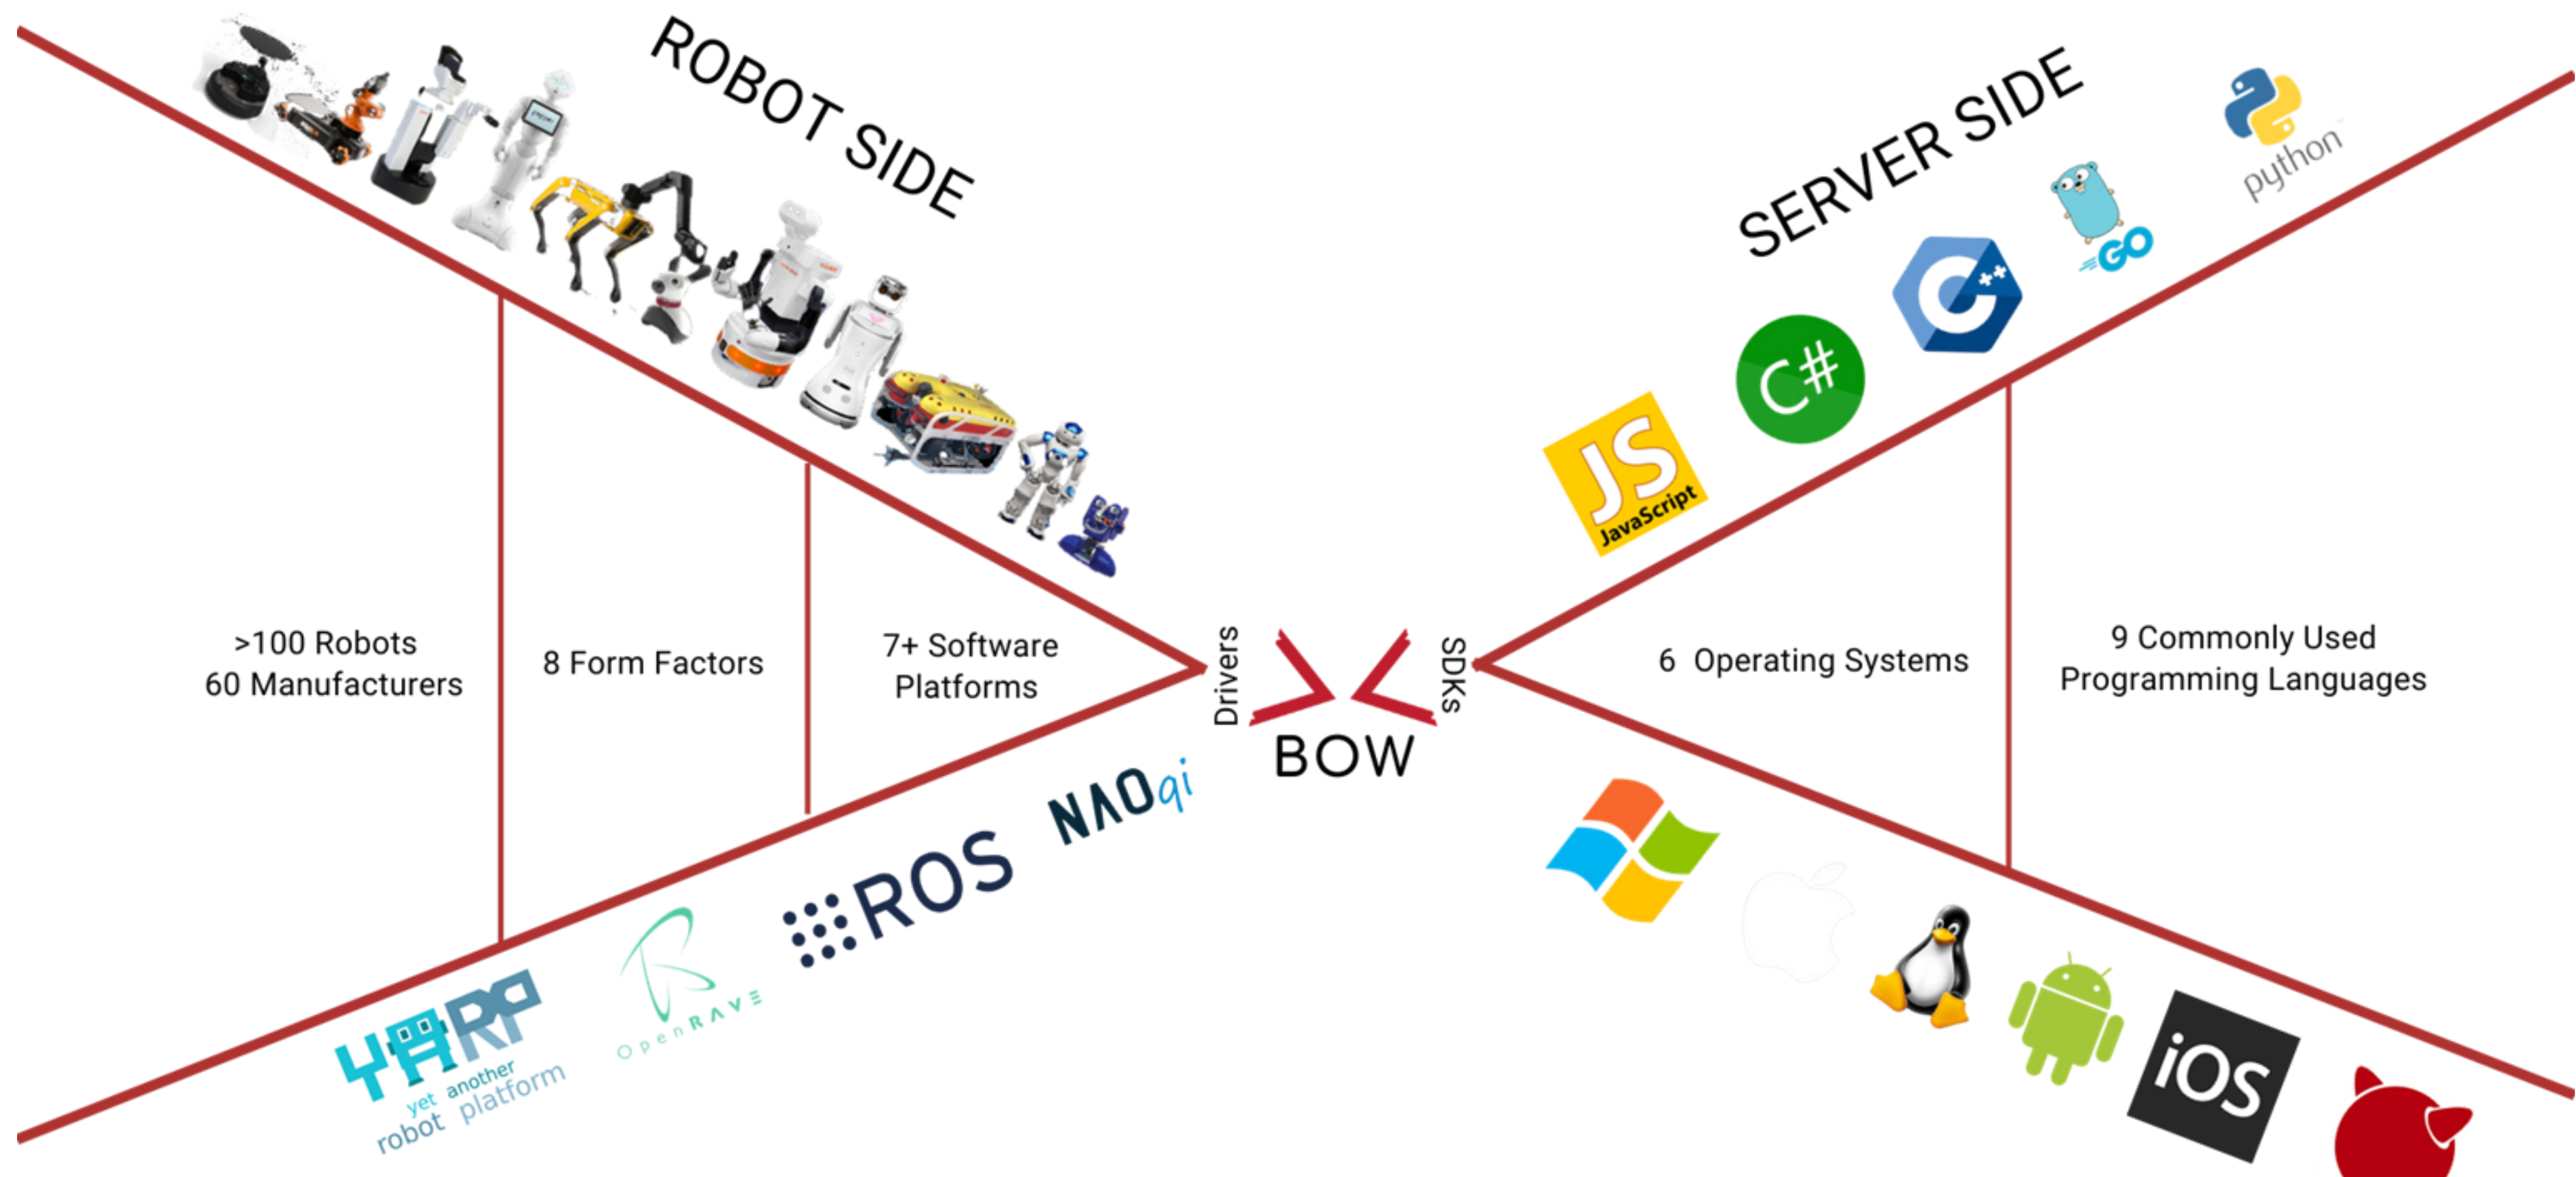 ROBOT SIDE
SERVER SIDE
python
GO
C++
C#
JS
JavaScript
pepper
>100 Robots
60 Manufacturers
8 Form Factors
7+ Software
Platforms
Drivers
BOW
SDKs
6 Operating Systems
9 Commonly Used
Programming Languages
NAOqi
ROS
OpenRAVE
YARP
yet another
robot platform
iOS